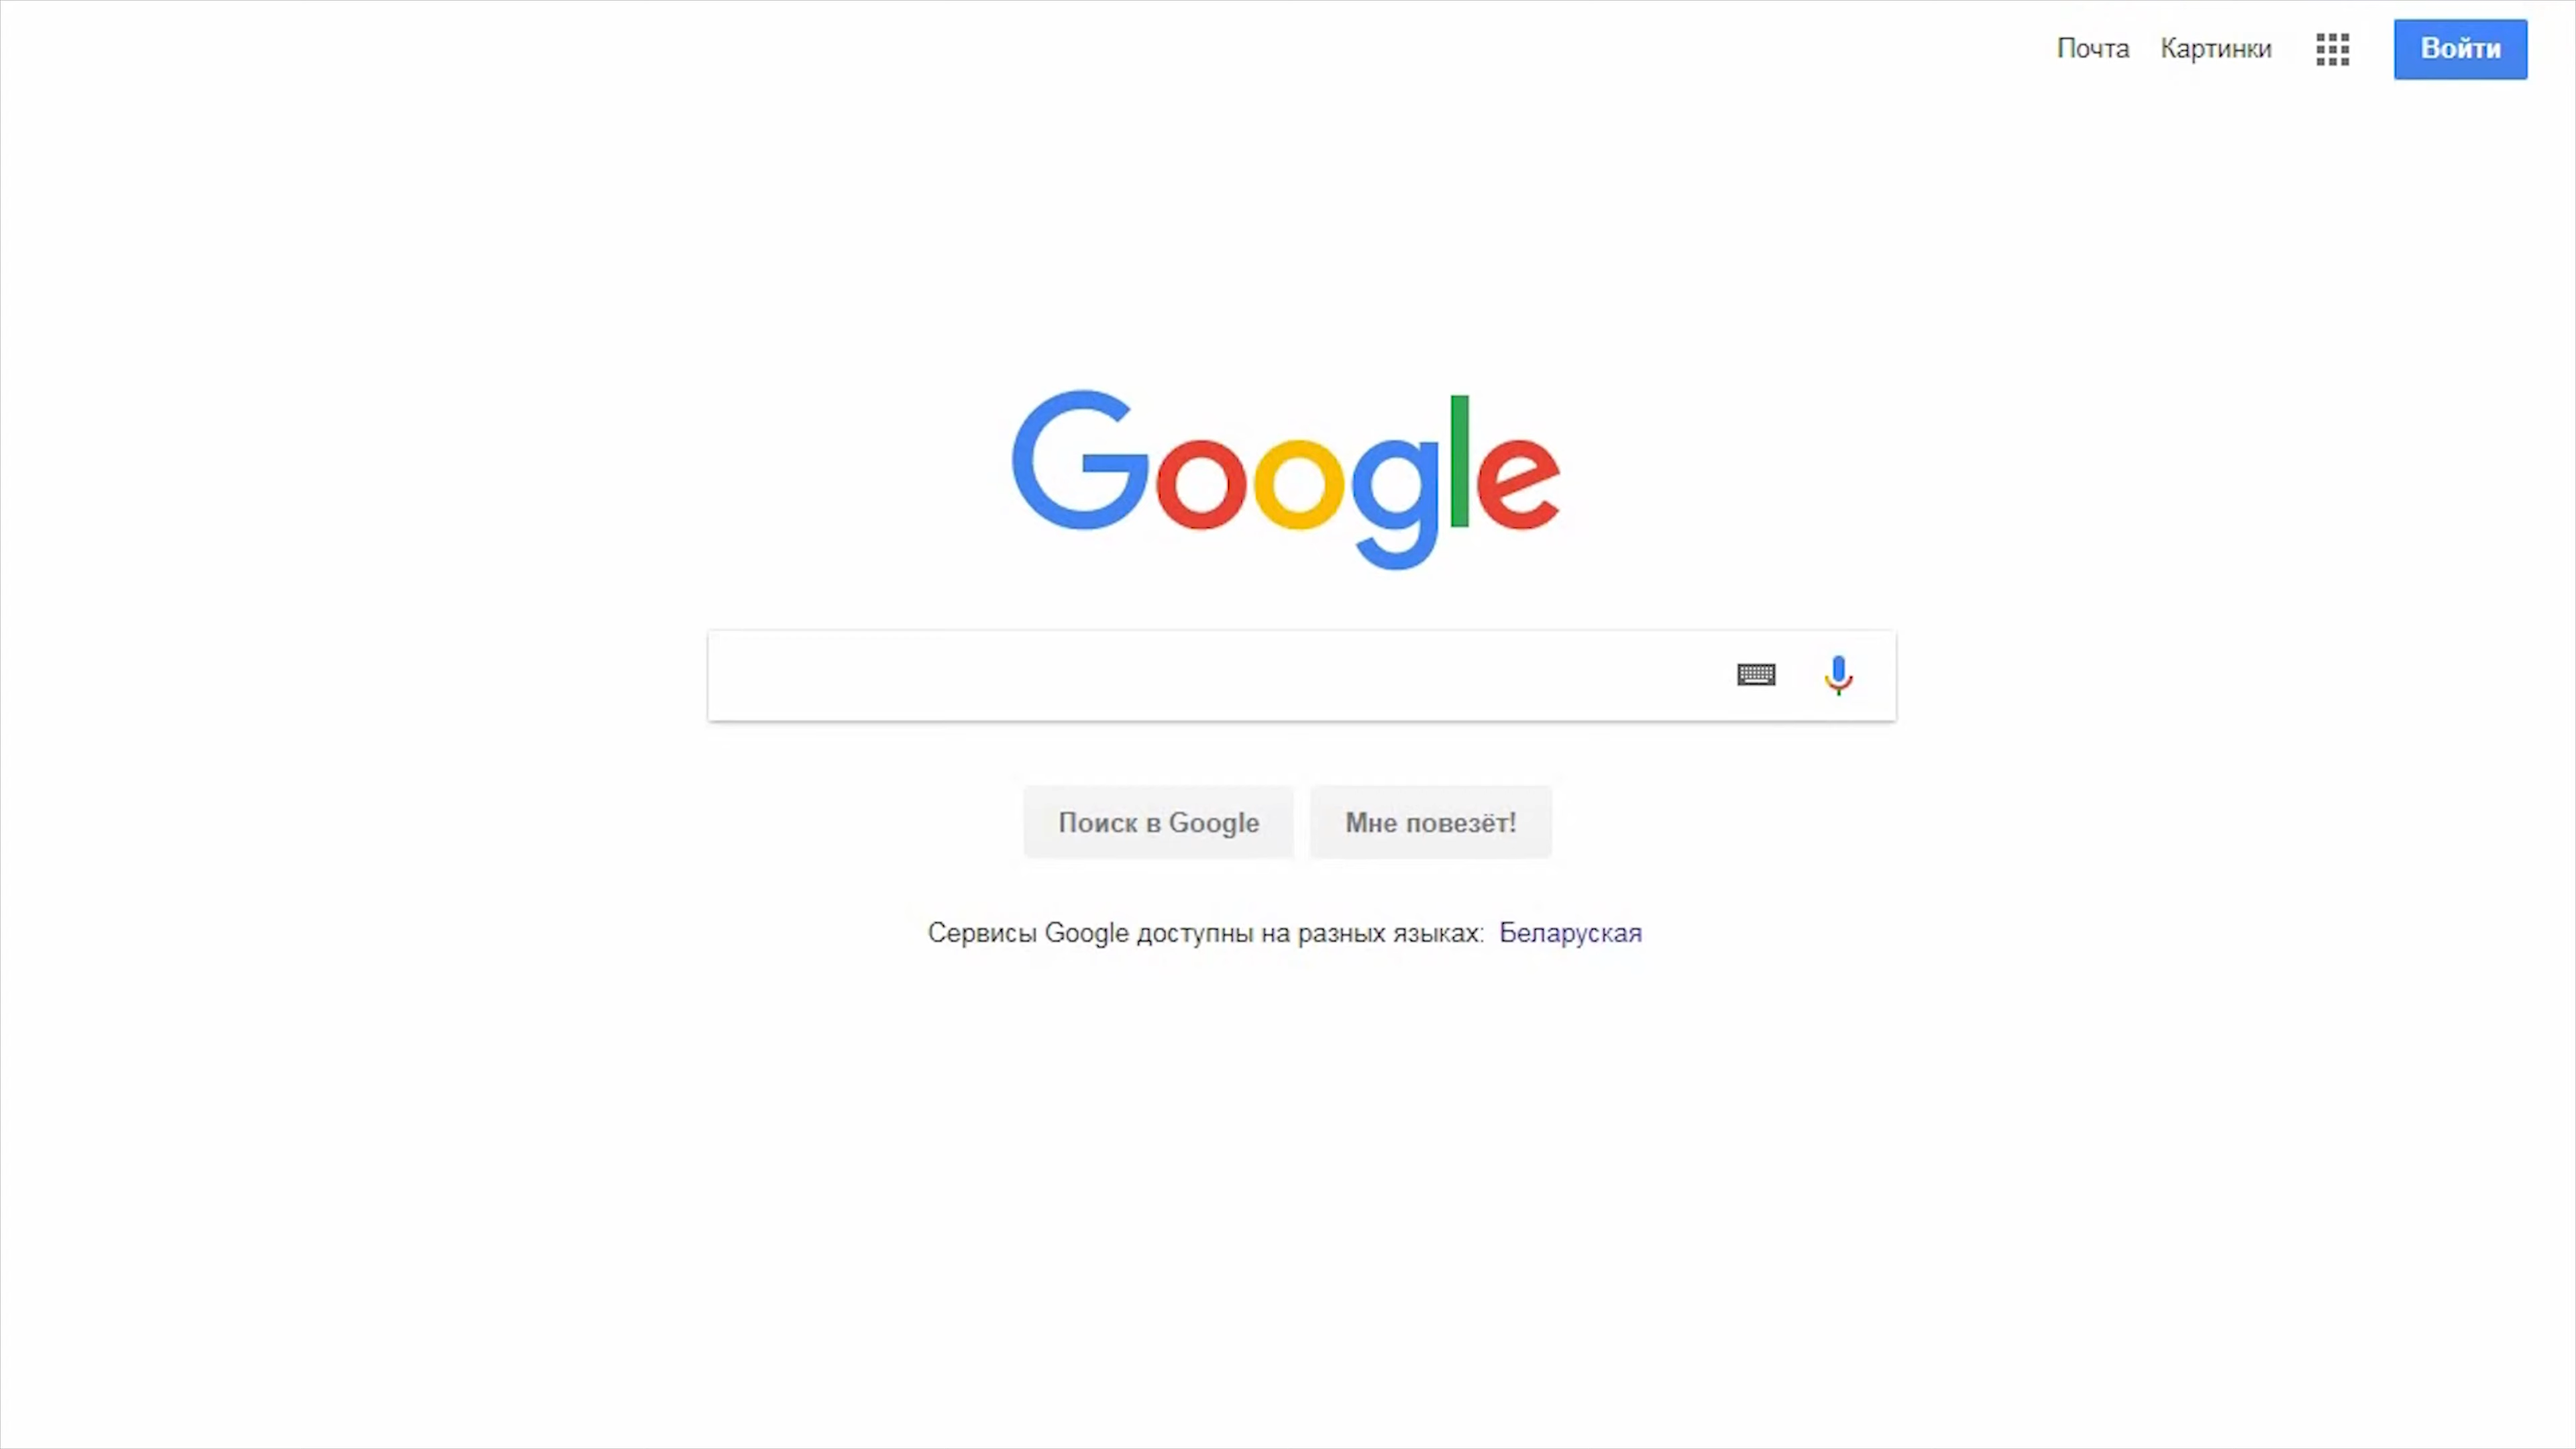 Почта Картинки Войти
Google
Поиск в Google Мне повезёт!
Сервисы Google доступны на разных языках: Беларуская